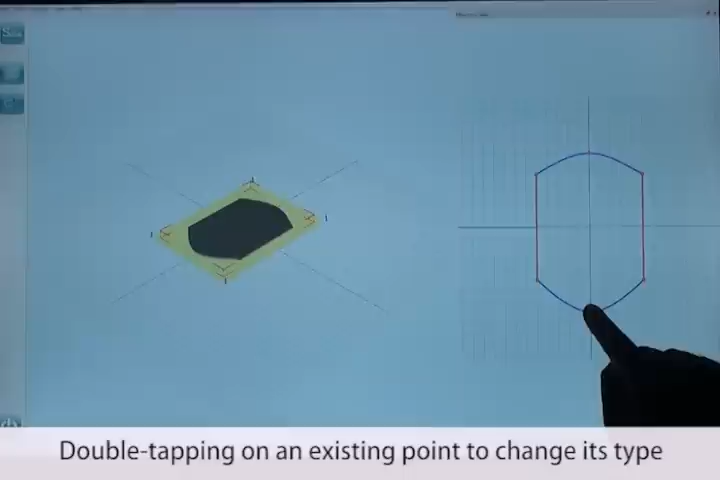 Double-tapping on an existing point to change its type